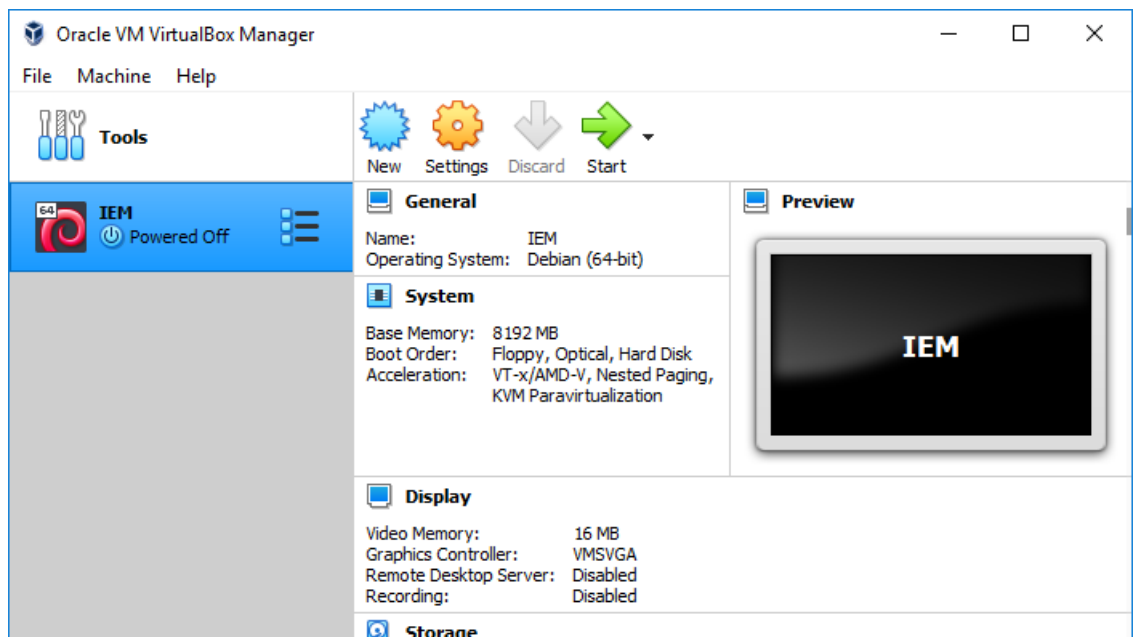 Oracle VM VirtualBox Manager
File Machine Help
Tools
New Settings Discard Start
64
IEM
Powered Off
General
Name: IEM
Operating System: Debian (64-bit)
System
Base Memory: 8192 MB
Boot Order: Floppy, Optical, Hard Disk
Acceleration: VT-x/AMD-V, Nested Paging,
KVM Paravirtualization
Preview
IEM
Display
Video Memory: 16 MB
Graphics Controller: VMSVGA
Remote Desktop Server: Disabled
Recording: Disabled
Storage